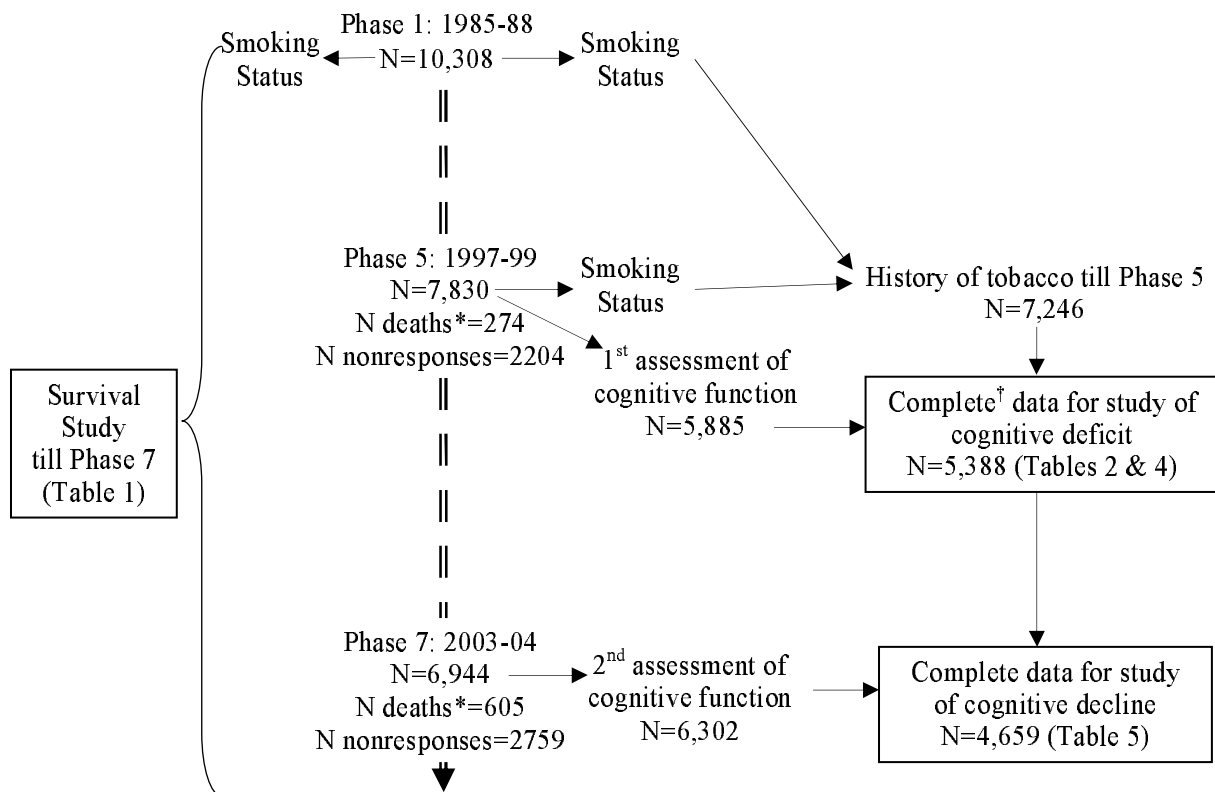 Phase 1: 1985-88
N=10,308
Smoking
Status
Smoking
Status
Phase 5: 1997-99
N=7,830
N deaths*=274
N nonresponses=2204
Smoking
Status
History of tobacco till Phase 5
N=7,246
1st assessment of
cognitive function
N=5,885
Survival
Study
till Phase 7
(Table 1)
Complete† data for study of
cognitive deficit
N=5,388 (Tables 2 & 4)
Phase 7: 2003-04
N=6,944
N deaths*=605
N nonresponses=2759
2nd assessment of
cognitive function
N=6,302
Complete data for study
of cognitive decline
N=4,659 (Table 5)